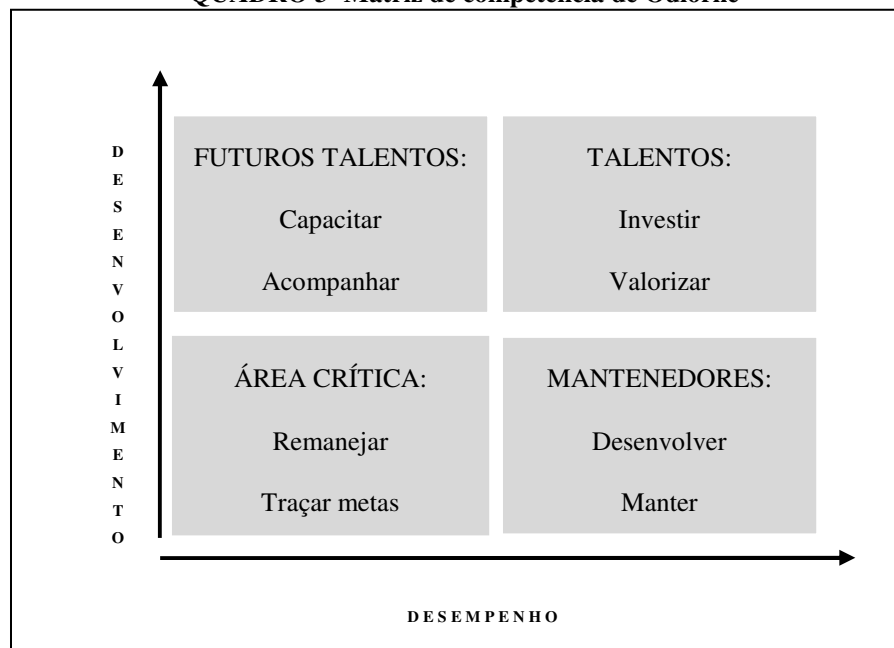 QUADRO 3- Matriz de competência de Odiorne
DESENVOLVIMENTO
FUTUROS TALENTOS:
Capacitar
Acompanhar
TALENTOS:
Investir
Valorizar
ÁREA CRÍTICA:
Remanejar
Traçar metas
MANTENEDORES:
Desenvolver
Manter
DESEMPENHO